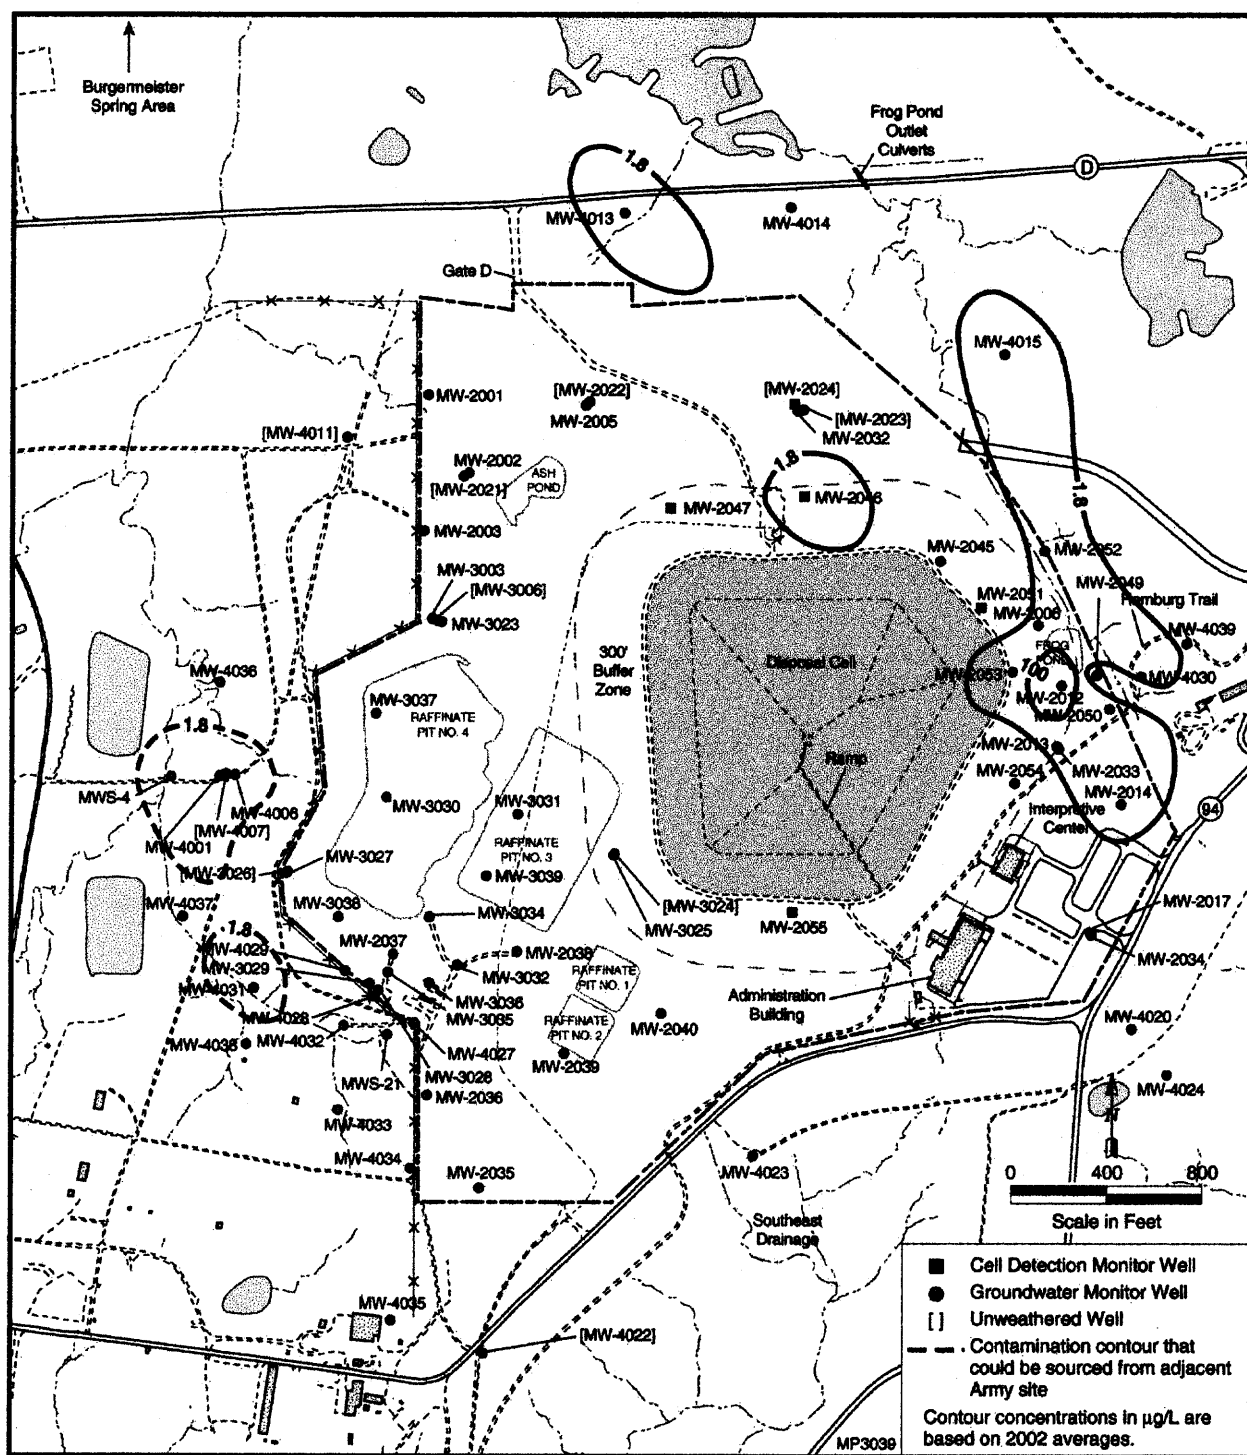 Burgermeister
Spring Area
Frog Pond
Outlet
Culverts
1.8
D
MW-4013
MW-4014
Gate D
MW-4015
MW-2001
[MW-2022]
MW-2005
[MW-2024]
[MW-2023]
MW-2032
[MW-4011]
MW-2002
[MW-2021]
ASH
POND
1.8
MW-2046
MW-2047
1.8
MW-2003
MW-2045
MW-2052
MW-3003
[MW-3006]
MW-3023
MW-2051
MW-2049
MW-2006
Hamburg Trail
MW-4039
300'
Buffer
Zone
Disposal Cell
FROG
POND
MW-2053
100
MW-4030
MW-2012
MW-2050
MW-4036
MW-3037
RAFFINATE
PIT NO. 4
1.8
Ramp
MW-2013
MW-2033
MWS-4
MW-4006
[MW-4007]
MW-4001
MW-3030
MW-3031
MW-2054
MW-2014
Interpretive
Center
94
RAFFINATE
PIT NO. 3
MW-3027
[MW-3026]
MW-3039
MW-4037
MW-3038
MW-3034
[MW-3024]
MW-3025
MW-2055
MW-2017
1.8
MW-4029
MW-2037
MW-3029
MW-2038
MW-2034
MW-4031
MW-3032
RAFFINATE
PIT NO. 1
MW-3036
MW-4028
MW-3035
RAFFINATE
PIT NO. 2
Administration
Building
MW-4032
MW-4038
MW-4027
MW-2040
MW-4020
MWS-21
MW-3028
MW-2039
MW-2036
MW-4024
MW-4033
N
MW-4034
MW-2035
MW-4023
0 400 800
Scale in Feet
Southeast
Drainage
MW-4035
[MW-4022]
Cell Detection Monitor Well
Groundwater Monitor Well
[ ] Unweathered Well
Contamination contour that
could be sourced from adjacent
Army site
Contour concentrations in µg/L are
based on 2002 averages.
MP3039